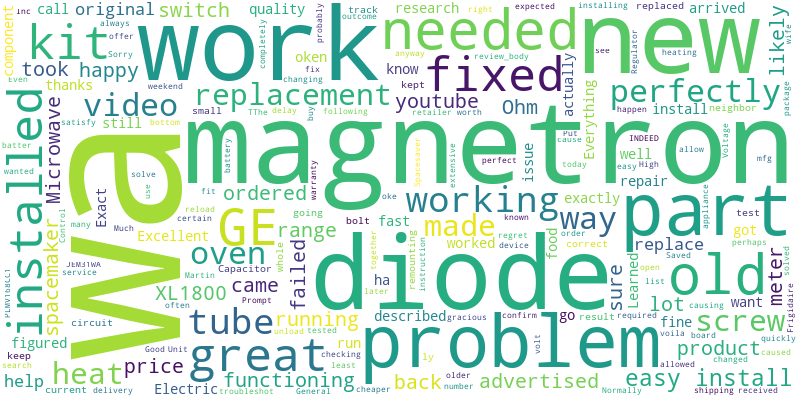 wa
magnetron
work
new
diode
problem
part
needed
kit
fixed
old
great
installed
GE
tube
replacement
perfectly
video
working
way
oven
heat
made
screw
likely
switch
original
call
Inc
always
offer
quality
track
outcome
probably
research
arrived
expected
right
installing
replaced
wife
component
took
happy
thanks
Sorry
completely
oken
fix
know
review_body
heating
see
Regulator
package
Even
weekend
changing
anyway
kept
youtube
retailer
worth
Ohm
actually
Everything
install
neighbor
happen
small
buy
TThe
delay
following
satisfy
still
bottom
Microwave
Exact
batter
wanted
solve
use
battery
warranty
Spacesaver
extensive
perfect
issue
Put
cause
today
well
easy
High
INDEED
allow
Voltage
mfg
repair
fit
ordered
oke
exactly
reload
certain
range
going
bolt
fast
known
order
correct
replace
appliance
test
perhaps
Control
many
Much
Excellent
whole
together
remounting
instruction
worked
device
regret
food
Learned
lot
got
Saved
meter
solved
spacemaker
JEM31WA
service
Martin
Capacitor
came
failed
ha
later
sure
open
list
causing
want
Frigidaire
PLMV168CC1
XL1800
often
Prompt
running
described
gracious
confirm
go
result
required
fine
board
voila
quickly
circuit
figured
unload
tested
run
checking
least
volt
product
changed
caused
keep
Good
Unit
price
functioning
back
ly
older
number
advertised
cheaper
easy install
allowed
search
help
current
delivery
Electric
troubleshot
General
Normally
shipping
received